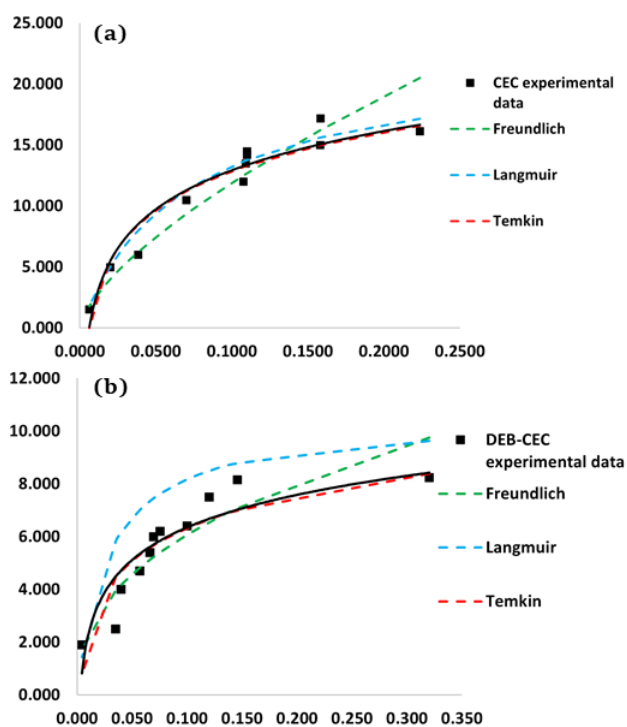 25.000
(a)
20.000
CEC experimental
data
Freundlich
15.000
Langmuir
10.000
Temkin
5.000
0.000
0.0000 0.0500 0.1000 0.1500 0.2000 0.2500
12.000
(b)
10.000
DEB-CEC
experimental data
8.000
Freundlich
6.000
Langmuir
4.000
Temkin
2.000
0.000
0.000 0.050 0.100 0.150 0.200 0.250 0.300 0.350